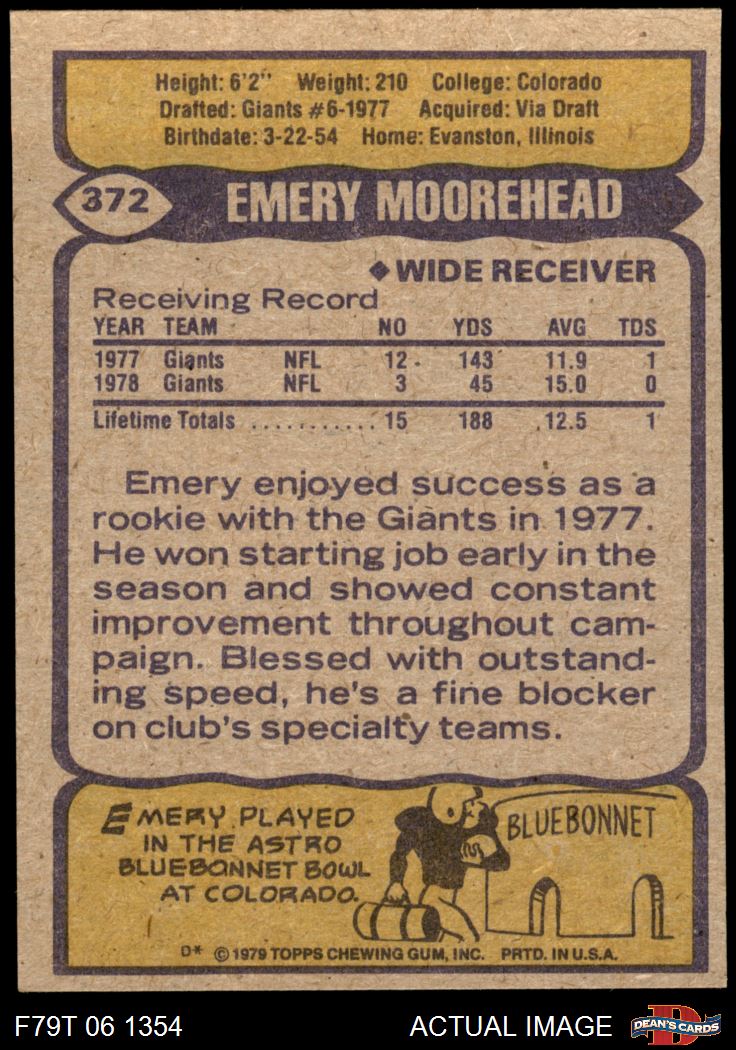 Height: 6'2" Weight: 210 College: Colorado
Drafted: Giants #6-1977 Acquired: Via Draft
Birthdate: 3-22-54 Home: Evanston, Illinois
372 EMERY MOOREHEAD
◆ WIDE RECEIVER
Receiving Record
YEAR TEAM NO YDS AVG TDS
1977 Giants NFL 12 143 11.9 1
1978 Giants NFL 3 45 15.0 0
Lifetime Totals ........... 15 188 12.5 1
Emery enjoyed success as a
rookie with the Giants in 1977.
He won starting job early in the
season and showed constant
improvement throughout cam-
paign. Blessed with outstand-
ing speed, he's a fine blocker
on club's specialty teams.
EMERY PLAYED
IN THE ASTRO
BLUEBONNET BOWL
AT COLORADO.
BLUEBONNET
D* © 1979 TOPPS CHEWING GUM, INC. PRTD. IN U.S.A.
F79T 06 1354 ACTUAL IMAGE DEAN'S CARDS